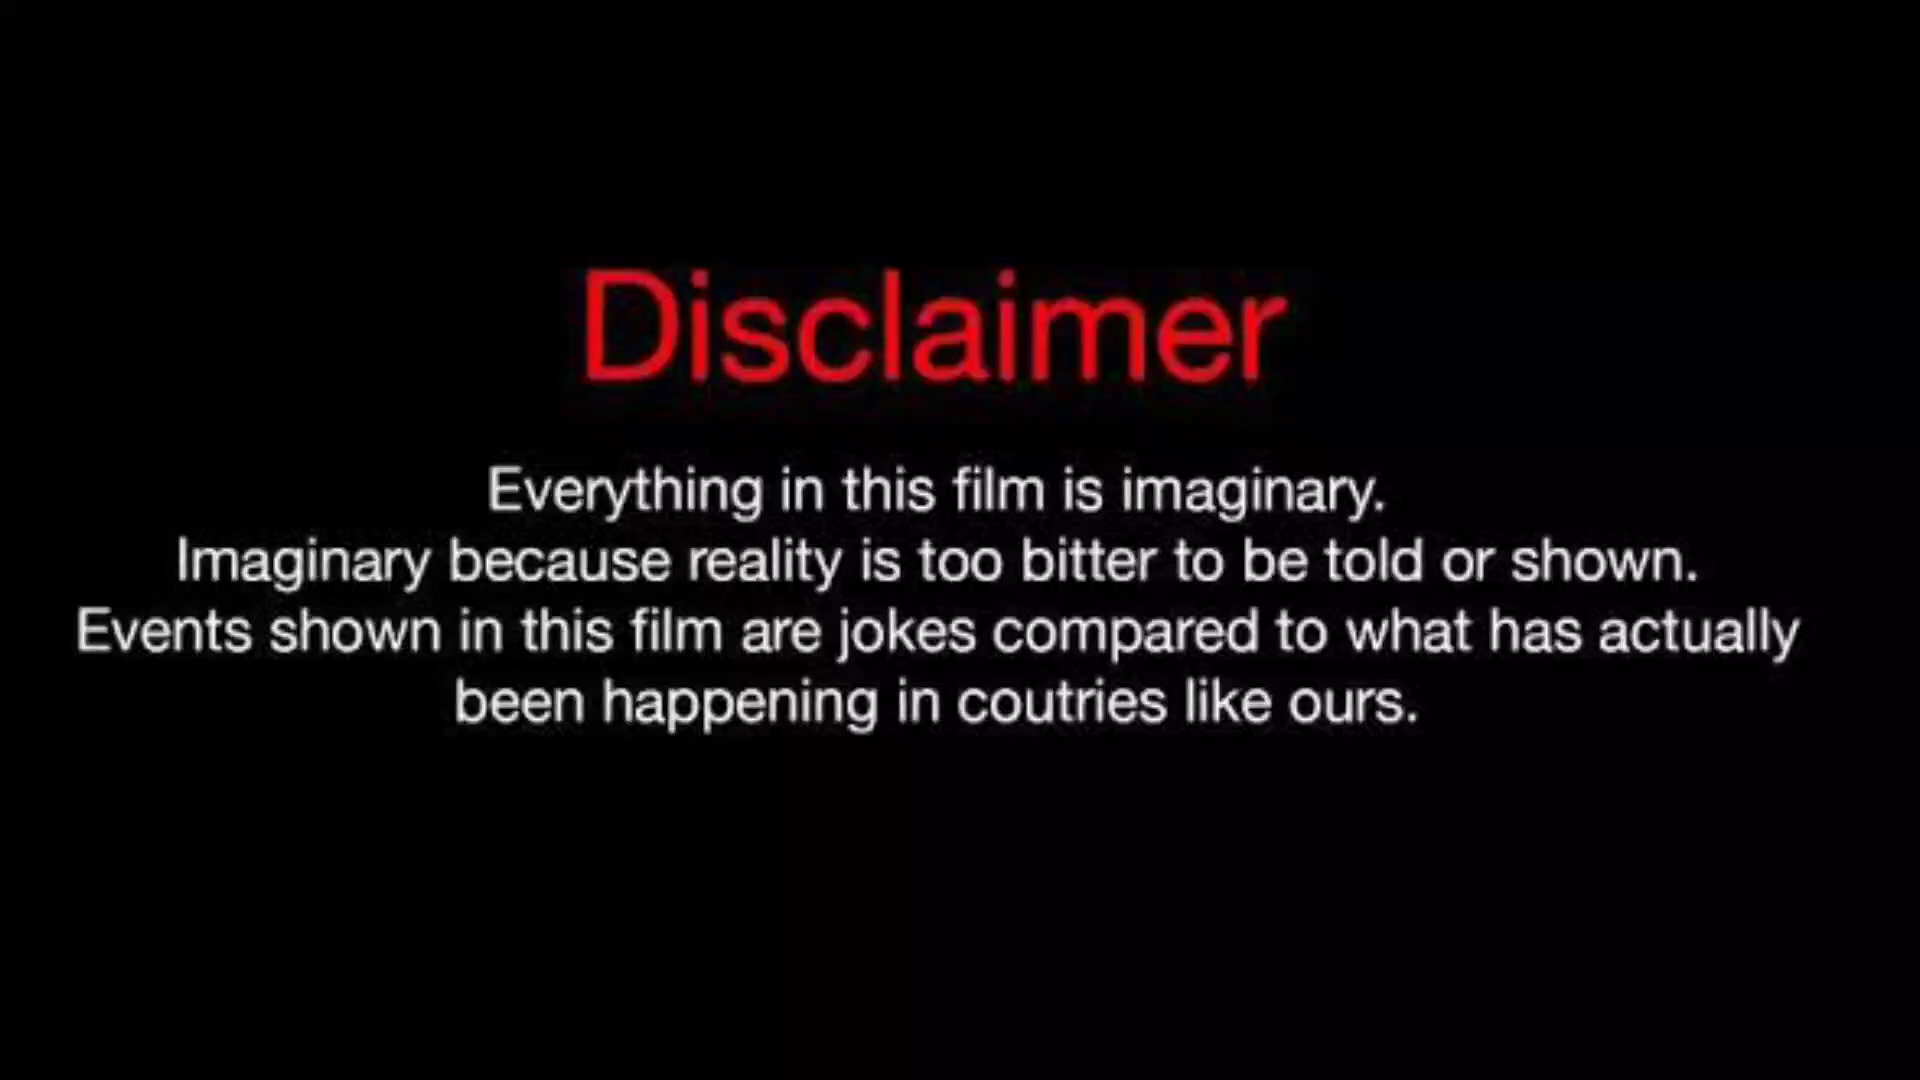 Disclaimer
Everything in this film is imaginary.
Imaginary because reality is too bitter to be told or shown.
Events shown in this film are jokes compared to what has actually
been happening in coutries like ours.